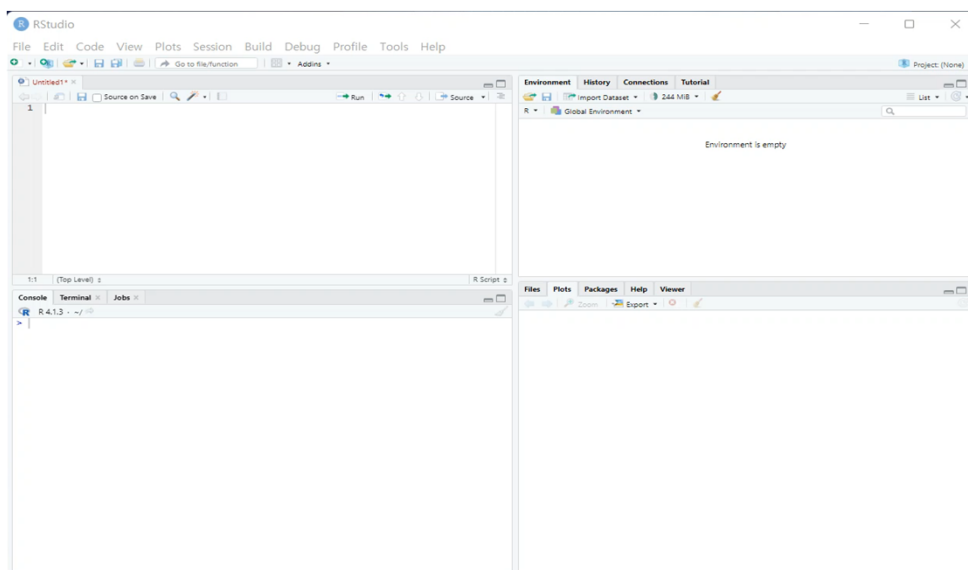 RStudio
File Edit Code View Plots Session Build Debug Profile Tools Help
Go to file/function Addins Project: (None)
Untitled1*
Source on Save Run Source
1
1:1 (Top Level) R Script
Console Terminal Jobs
R 4.1.3 · ~/
>
Environment History Connections Tutorial
Import Dataset 244 MiB List
R Global Environment
Environment is empty
Files Plots Packages Help Viewer
Zoom Export